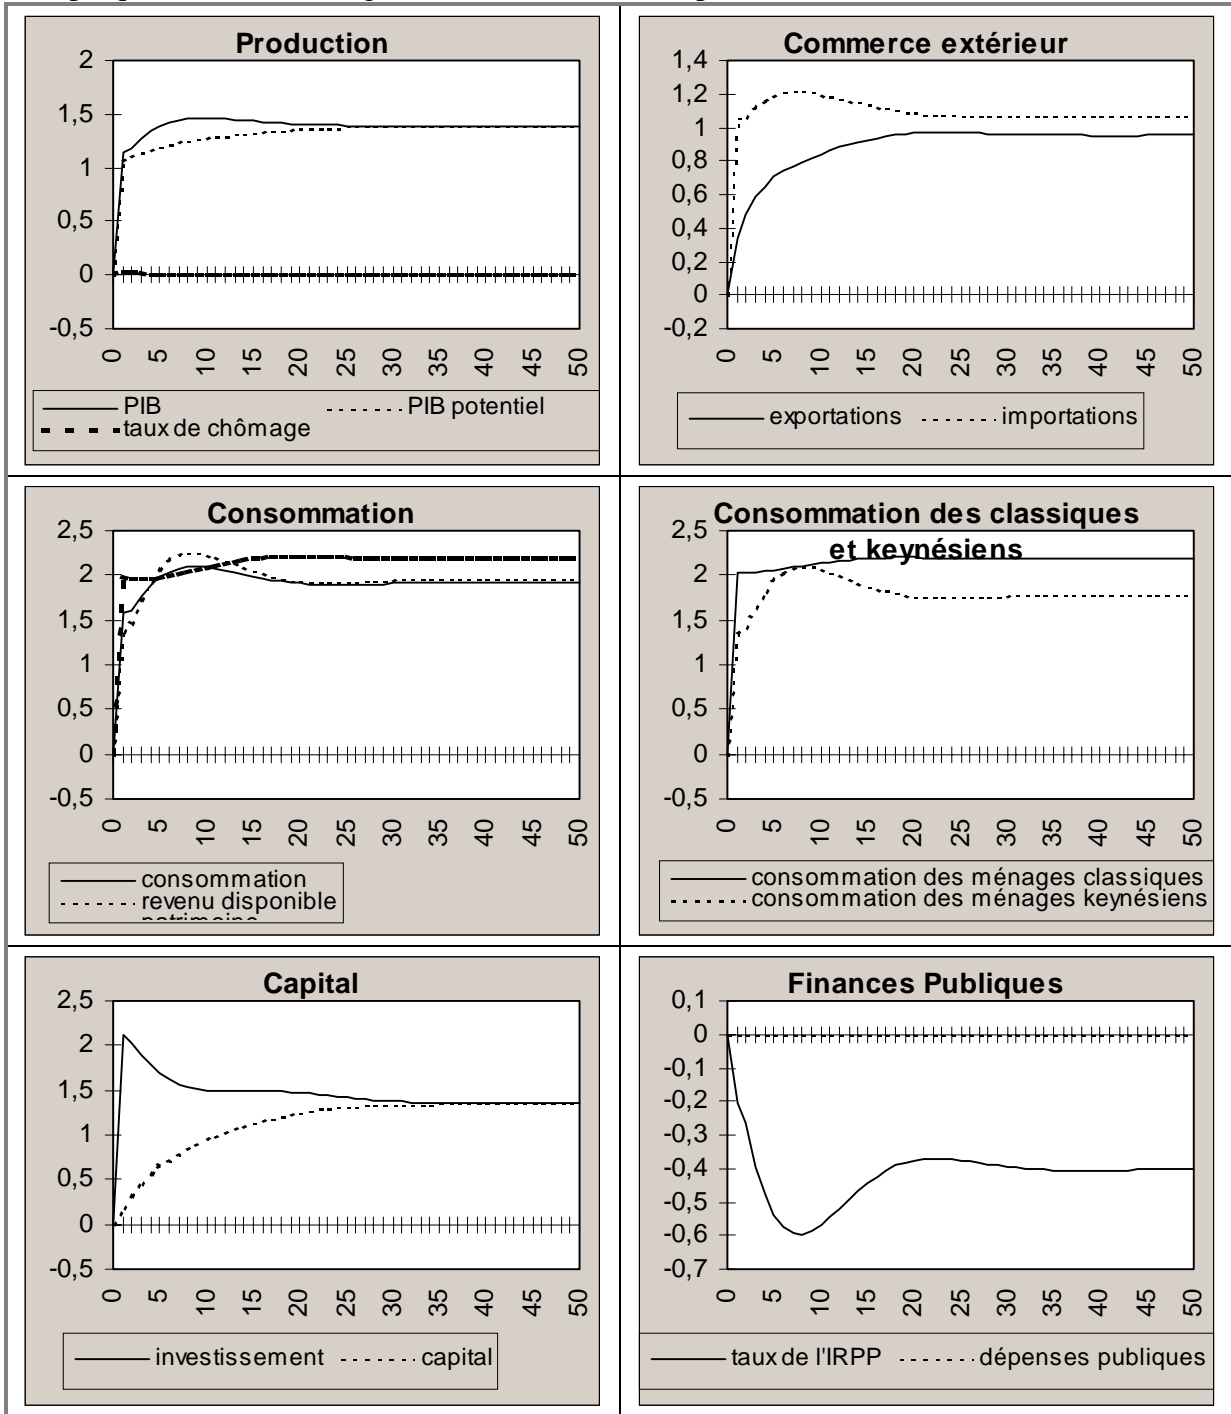 Production
2
1,5
1
0,5
0
-0,5
0 5 10 15 20 25 30 35 40 45 50
PIB PIB potentiel
taux de chômage
Commerce extérieur
1,4
1,2
1
0,8
0,6
0,4
0,2
0
-0,2
0 5 10 15 20 25 30 35 40 45 50
exportations importations
Consommation
2,5
2
1,5
1
0,5
0
-0,5
0 5 10 15 20 25 30 35 40 45 50
consommation
revenu disponible
Consommation des classiques
et keynésiens
2,5
2
1,5
1
0,5
0
-0,5
0 5 10 15 20 25 30 35 40 45 50
consommation des ménages classiques
consommation des ménages keynésiens
Capital
2,5
2
1,5
1
0,5
0
-0,5
0 5 10 15 20 25 30 35 40 45 50
investissement capital
Finances Publiques
0,1
0
-0,1
-0,2
-0,3
-0,4
-0,5
-0,6
-0,7
0 5 10 15 20 25 30 35 40 45 50
taux de l'IRPP dépenses publiques